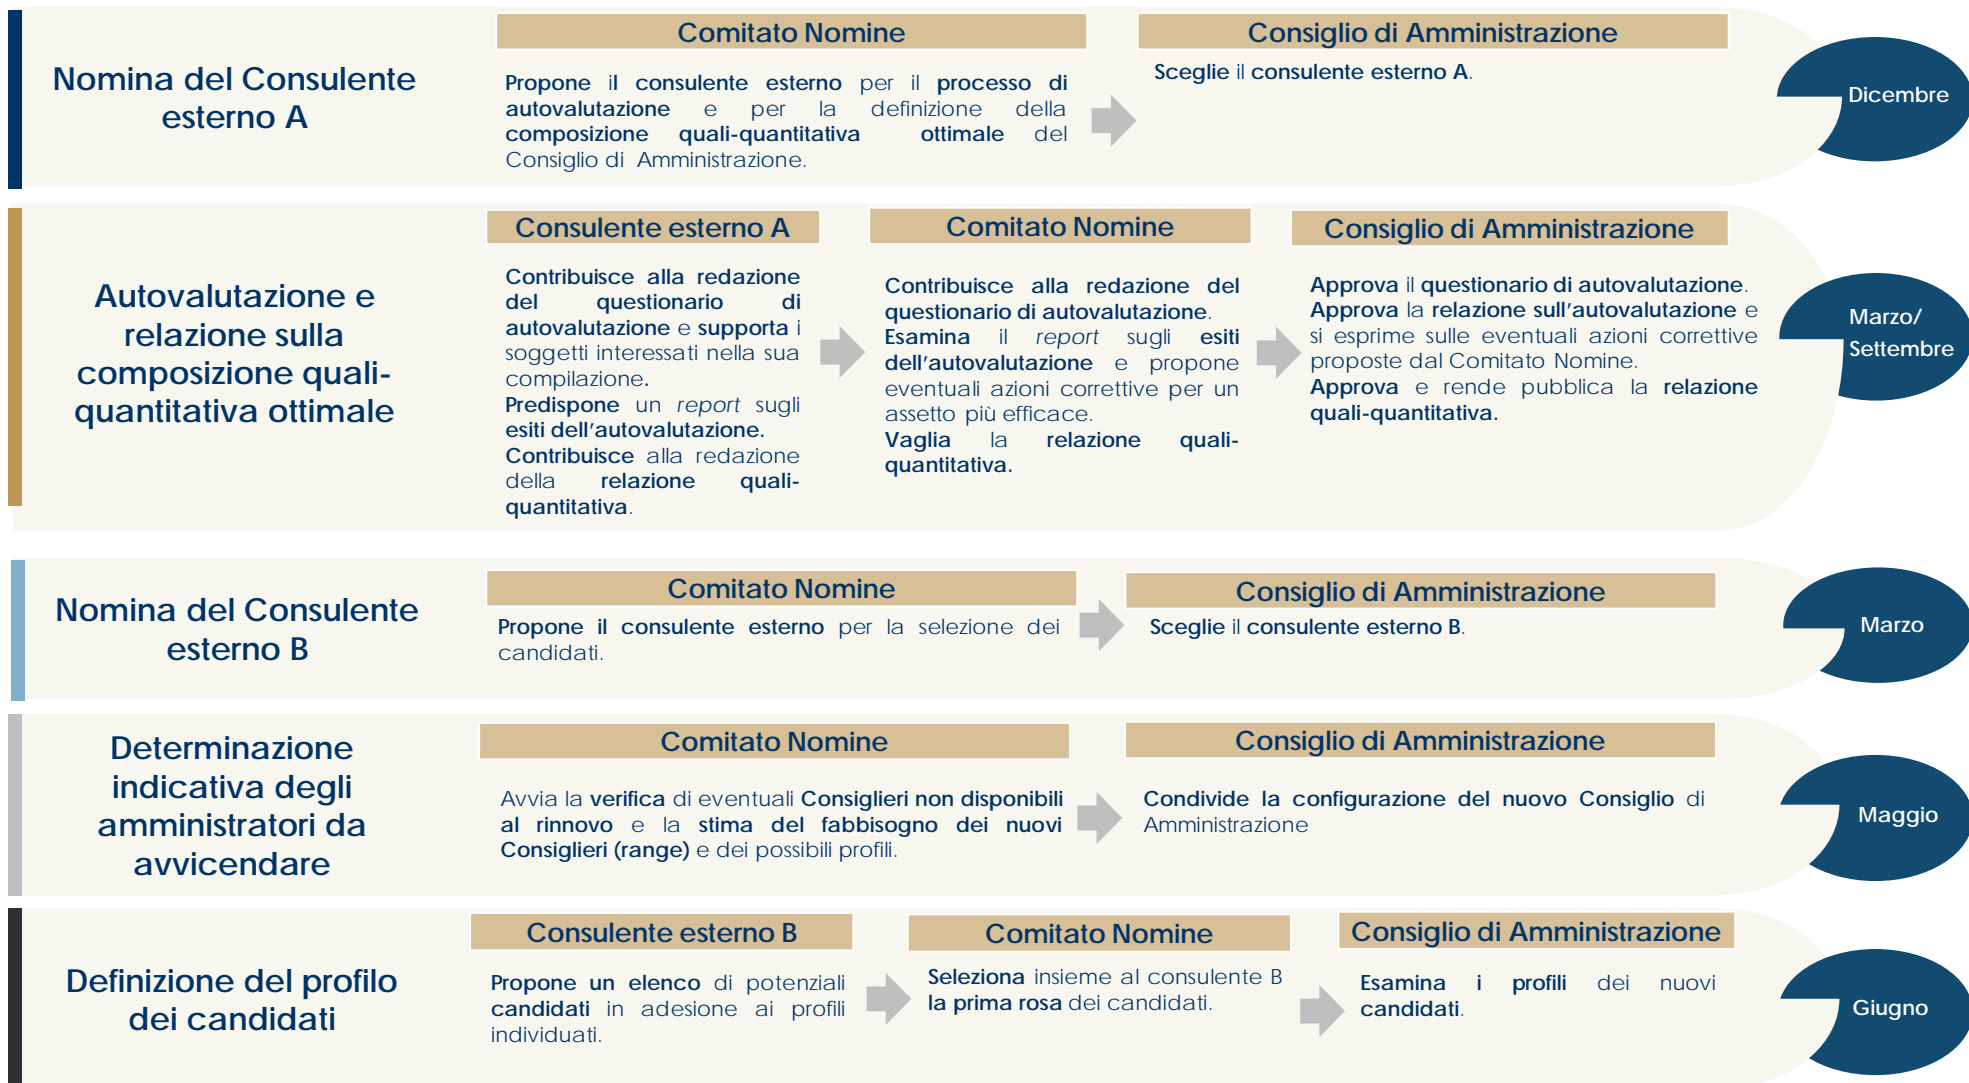 Nomina del Consulente
esterno A
Comitato Nomine
Propone il consulente esterno per il processo di
autovalutazione e per la definizione della
composizione quali-quantitativa ottimale del
Consiglio di Amministrazione.
Consiglio di Amministrazione
Sceglie il consulente esterno A.
Dicembre
Autovalutazione e
relazione sulla
composizione quali-
quantitativa ottimale
Consulente esterno A
Contribuisce alla redazione
del questionario di
autovalutazione e supporta i
soggetti interessati nella sua
compilazione.
Predispone un report sugli
esiti dell'autovalutazione.
Contribuisce alla redazione
della relazione quali-
quantitativa.
Comitato Nomine
Contribuisce alla redazione del
questionario di autovalutazione.
Esamina il report sugli esiti
dell'autovalutazione e propone
eventuali azioni correttive per un
assetto più efficace.
Vaglia la relazione quali-
quantitativa.
Consiglio di Amministrazione
Approva il questionario di autovalutazione.
Approva la relazione sull'autovalutazione e
si esprime sulle eventuali azioni correttive
proposte dal Comitato Nomine.
Approva e rende pubblica la relazione
quali-quantitativa.
Marzo/
Settembre
Nomina del Consulente
esterno B
Comitato Nomine
Propone il consulente esterno per la selezione dei
candidati.
Consiglio di Amministrazione
Sceglie il consulente esterno B.
Marzo
Determinazione
indicativa degli
amministratori da
avvicendare
Comitato Nomine
Avvia la verifica di eventuali Consiglieri non disponibili
al rinnovo e la stima del fabbisogno dei nuovi
Consiglieri (range) e dei possibili profili.
Consiglio di Amministrazione
Condivide la configurazione del nuovo Consiglio di
Amministrazione
Maggio
Definizione del profilo
dei candidati
Consulente esterno B
Propone un elenco di potenziali
candidati in adesione ai profili
individuati.
Comitato Nomine
Seleziona insieme al consulente B
la prima rosa dei candidati.
Consiglio di Amministrazione
Esamina i profili dei nuovi
candidati.
Giugno